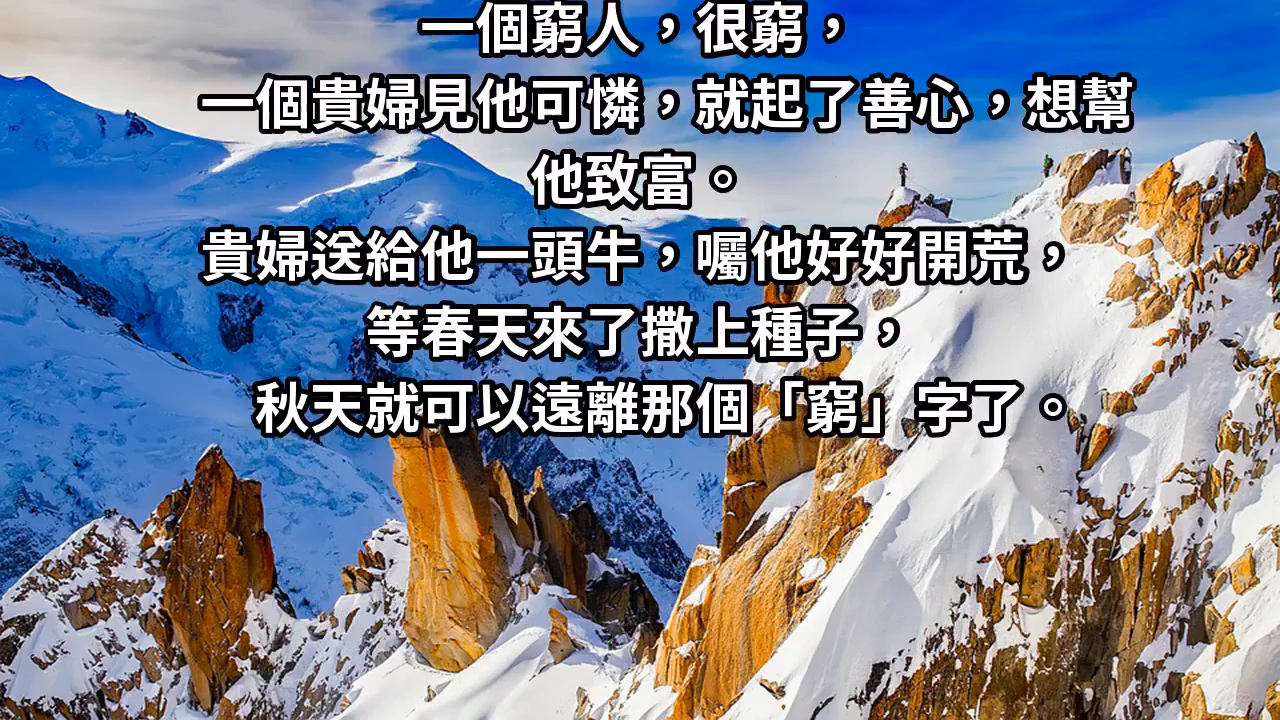 一個窮人，很窮，
一個貴婦見他可憐，就起了善心，想幫
他致富。
貴婦送給他一頭牛，囑他好好開荒，
等春天來了撒上種子，
秋天就可以遠離那個「窮」字了。